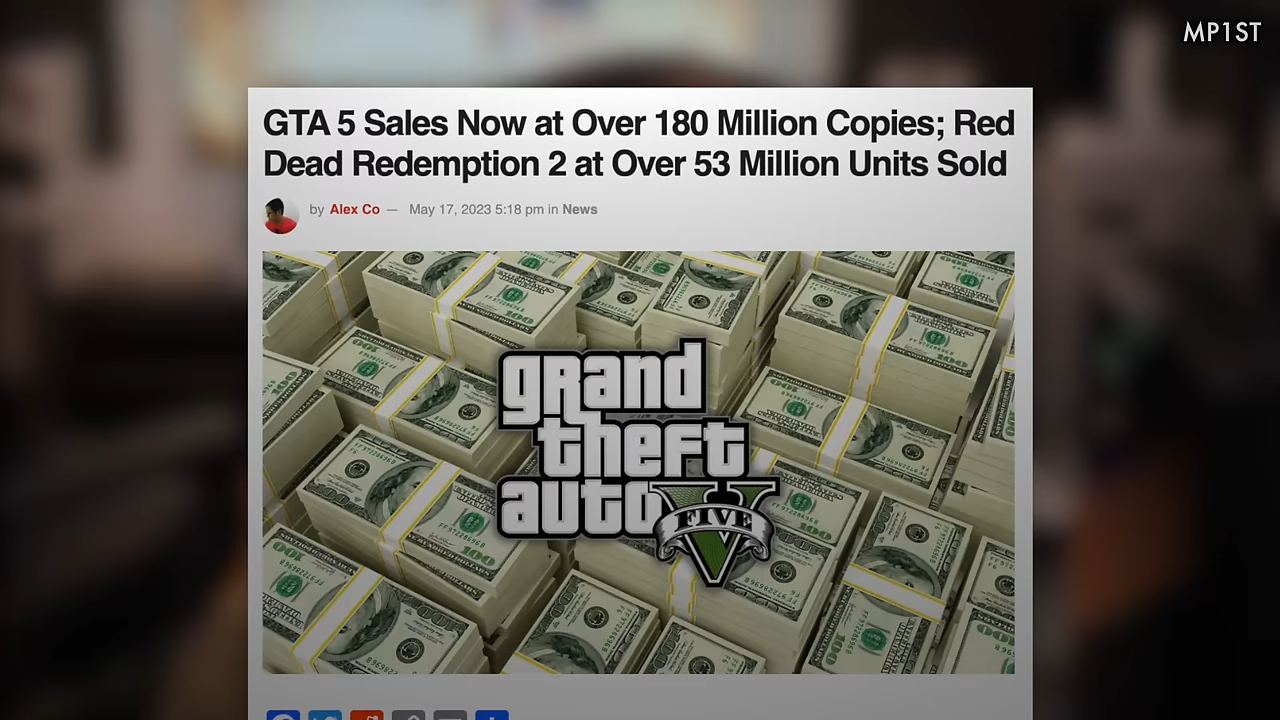 MP1ST
GTA 5 Sales Now at Over 180 Million Copies; Red
Dead Redemption 2 at Over 53 Million Units Sold
by Alex Co — May 17, 2023 5:18 pm in News
grand
theft
auto V
FIVE